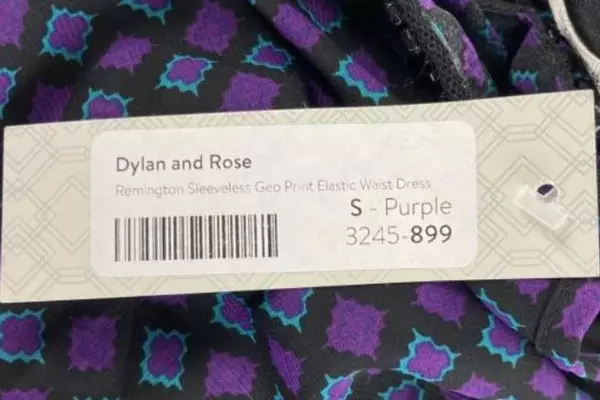 Dylan and Rose
Remington Sleeveless Geo Print Elastic Waist Dress
S - Purple
3245-899